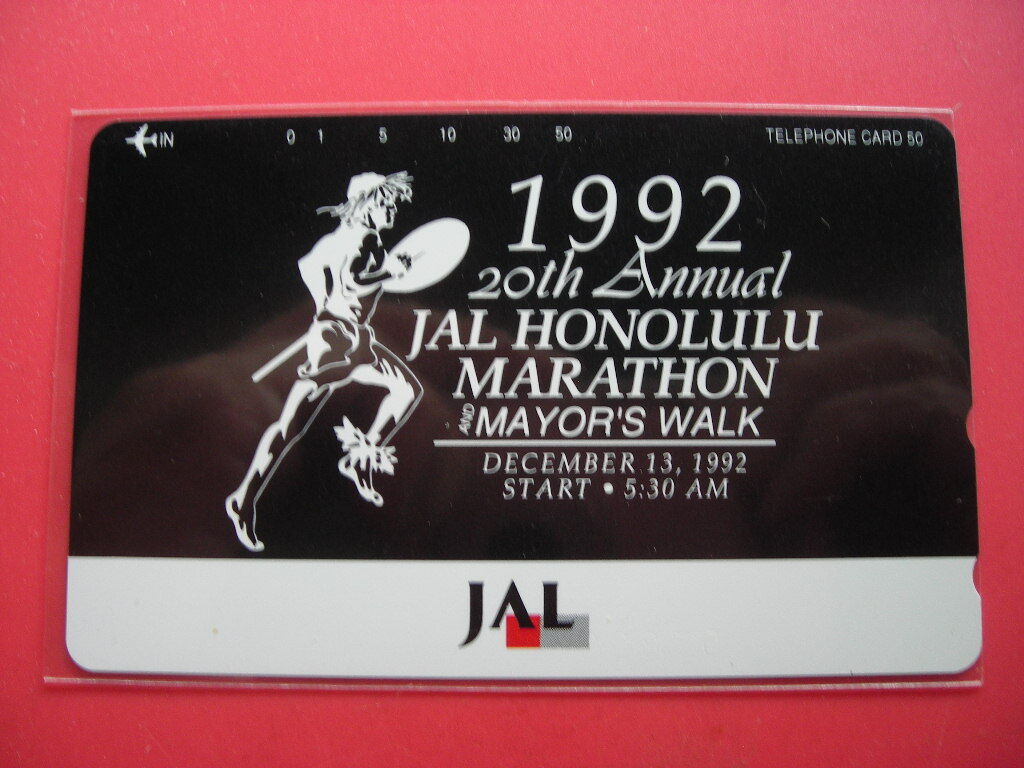 IN 0 1 5 10 30 50 TELEPHONE CARD 50
1992
20th Annual
JAL HONOLULU
MARATHON
AND MAYOR'S WALK
DECEMBER 13, 1992
START • 5:30 AM
JAL